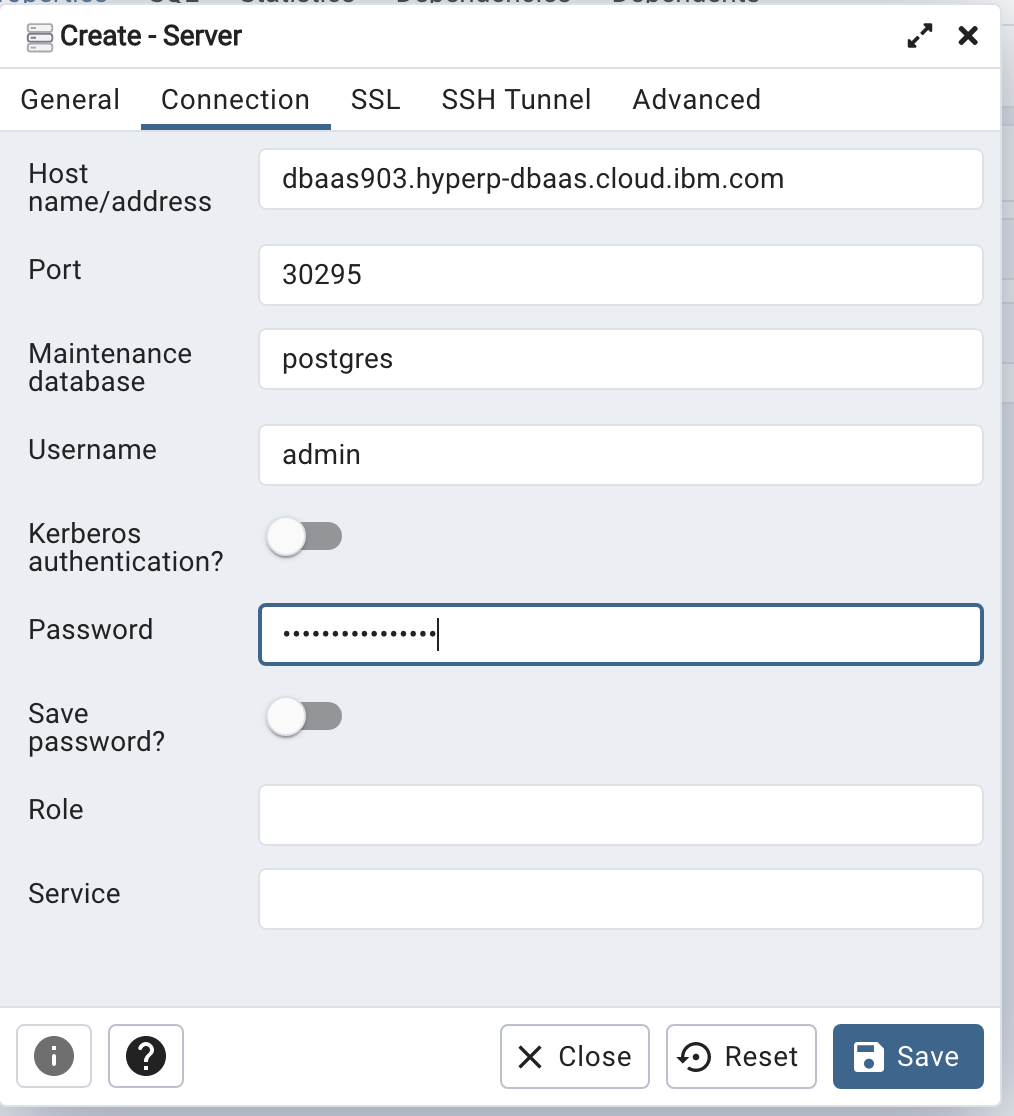 Create - Server
General Connection SSL SSH Tunnel Advanced
Host
name/address
dbaas903.hyperp-dbaas.cloud.ibm.com
Port
30295
Maintenance
database
postgres
Username
admin
Kerberos
authentication?
Password
••••••••••••••••
Save
password?
Role
Service
Close Reset Save